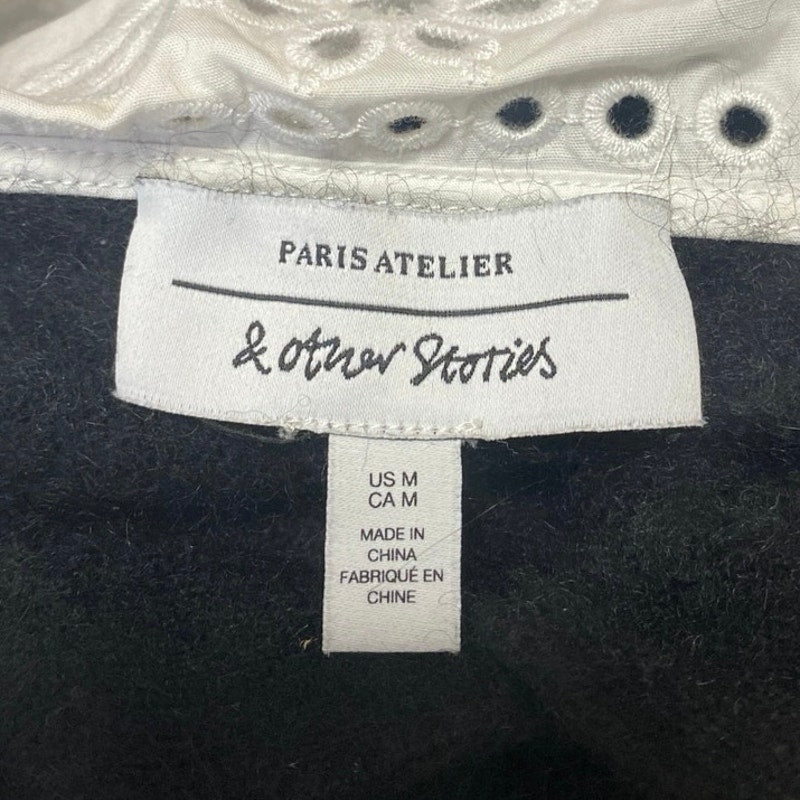 PARIS ATELIER
& other Stories
US M
CA M
MADE IN
CHINA
FABRIQUÉ EN
CHINE